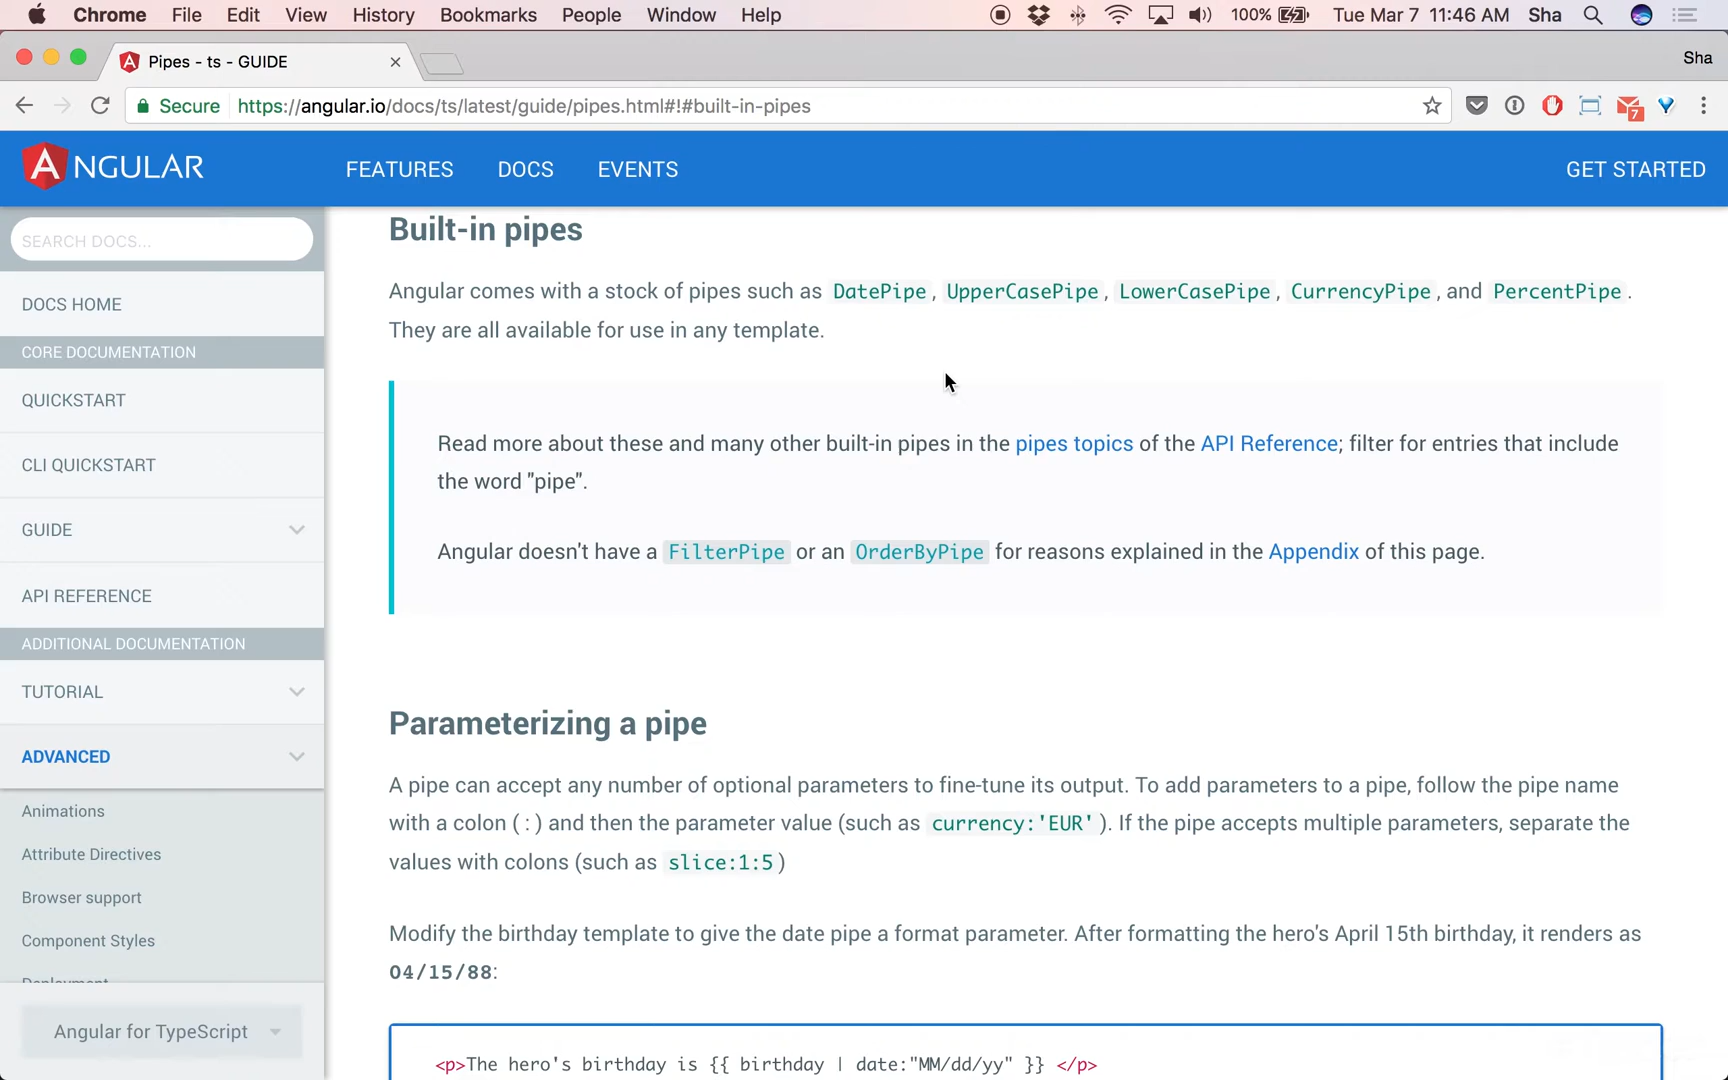 Chrome File Edit View History Bookmarks People Window Help 100% Tue Mar 7 11:46 AM Sha
Pipes - ts - GUIDE Sha
Secure https://angular.io/docs/ts/latest/guide/pipes.html#!#built-in-pipes 7
ANGULAR FEATURES DOCS EVENTS GET STARTED
SEARCH DOCS...
DOCS HOME
CORE DOCUMENTATION
QUICKSTART
CLI QUICKSTART
GUIDE
API REFERENCE
ADDITIONAL DOCUMENTATION
TUTORIAL
ADVANCED
Animations
Attribute Directives
Browser support
Component Styles
Deployment
Angular for TypeScript
Built-in pipes
Angular comes with a stock of pipes such as DatePipe, UpperCasePipe, LowerCasePipe, CurrencyPipe, and PercentPipe.
They are all available for use in any template.
Read more about these and many other built-in pipes in the pipes topics of the API Reference; filter for entries that include
the word "pipe".
Angular doesn't have a FilterPipe or an OrderByPipe for reasons explained in the Appendix of this page.
Parameterizing a pipe
A pipe can accept any number of optional parameters to fine-tune its output. To add parameters to a pipe, follow the pipe name
with a colon ( : ) and then the parameter value (such as currency:'EUR' ). If the pipe accepts multiple parameters, separate the
values with colons (such as slice:1:5 )
Modify the birthday template to give the date pipe a format parameter. After formatting the hero's April 15th birthday, it renders as
04/15/88:
<p>The hero's birthday is {{ birthday | date:"MM/dd/yy" }} </p>